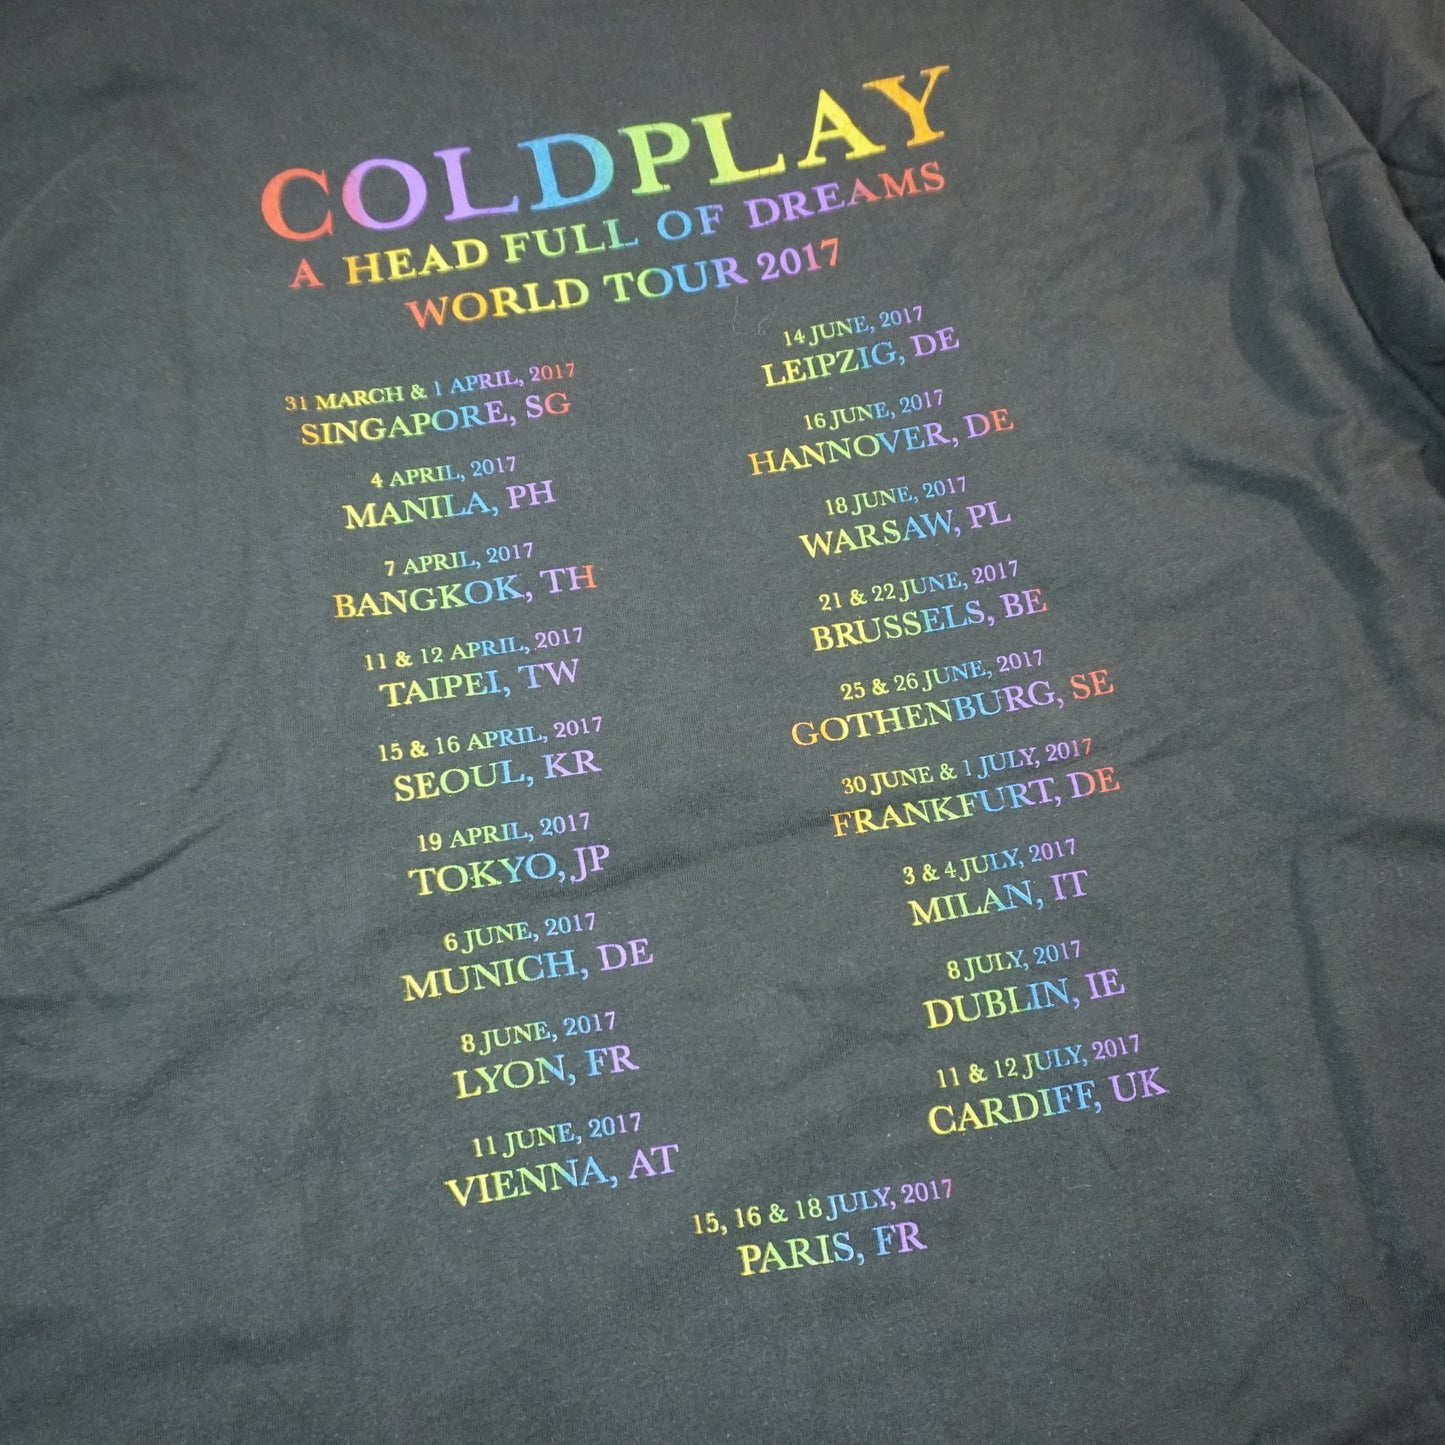 COLDPLAY
A HEAD FULL OF DREAMS
WORLD TOUR 2017
31 MARCH & 1 APRIL, 2017
SINGAPORE, SG
4 APRIL, 2017
MANILA, PH
7 APRIL, 2017
BANGKOK, TH
11 & 12 APRIL, 2017
TAIPEI, TW
15 & 16 APRIL, 2017
SEOUL, KR
19 APRIL, 2017
TOKYO, JP
6 JUNE, 2017
MUNICH, DE
8 JUNE, 2017
LYON, FR
11 JUNE, 2017
VIENNA, AT
14 JUNE, 2017
LEIPZIG, DE
16 JUNE, 2017
HANNOVER, DE
18 JUNE, 2017
WARSAW, PL
21 & 22 JUNE, 2017
BRUSSELS, BE
25 & 26 JUNE, 2017
GOTHENBURG, SE
30 JUNE & 1 JULY, 2017
FRANKFURT, DE
3 & 4 JULY, 2017
MILAN, IT
8 JULY, 2017
DUBLIN, IE
11 & 12 JULY, 2017
CARDIFF, UK
15, 16 & 18 JULY, 2017
PARIS, FR